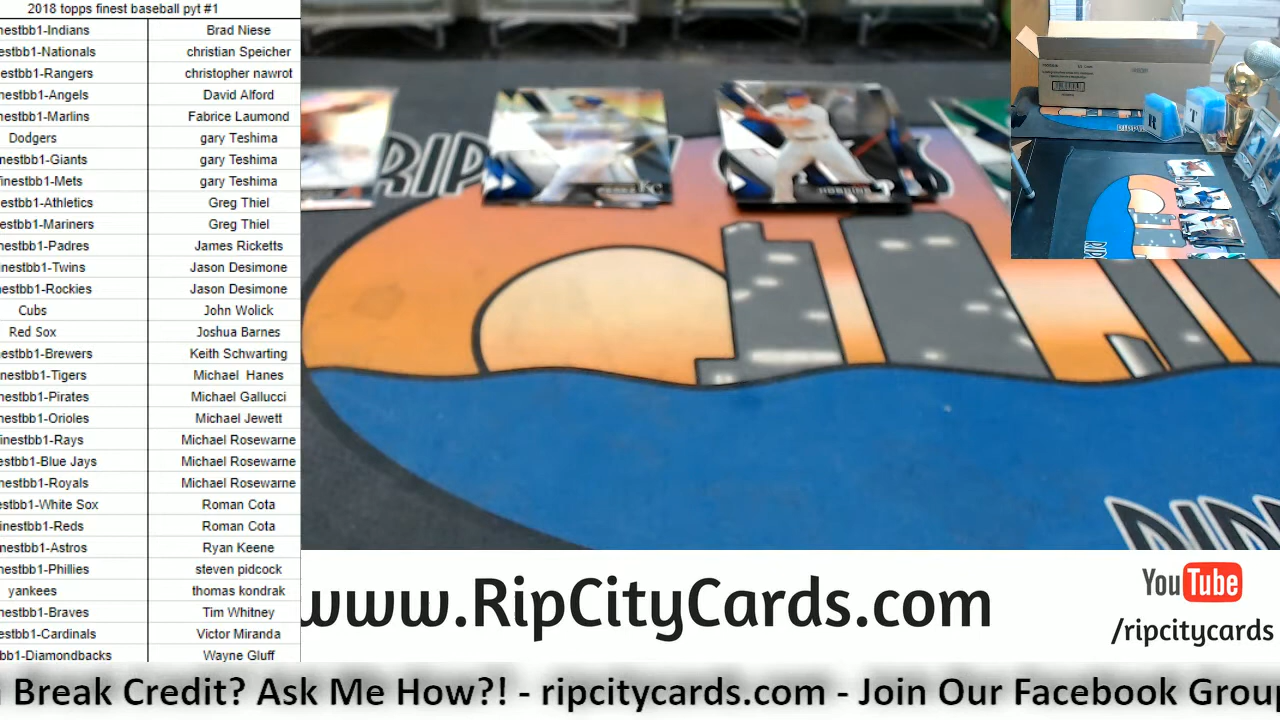 2018 topps finest baseball pyt #1
nestbb1-Indians Brad Niese
estbb1-Nationals christian Speicher
estbb1-Rangers christopher nawrot
nestbb1-Angels David Alford
nestbb1-Marlins Fabrice Laumond
Dodgers gary Teshima
nestbb1-Giants gary Teshima
finestbb1-Mets gary Teshima
estbb1-Athletics Greg Thiel
estbb1-Mariners Greg Thiel
nestbb1-Padres James Ricketts
inestbb1-Twins Jason Desimone
estbb1-Rockies Jason Desimone
Cubs John Wolick
Red Sox Joshua Barnes
estbb1-Brewers Keith Schwarting
nestbb1-Tigers Michael Hanes
nestbb1-Pirates Michael Gallucci
nestbb1-Orioles Michael Jewett
inestbb1-Rays Michael Rosewarne
estbb1-Blue Jays Michael Rosewarne
nestbb1-Royals Michael Rosewarne
estbb1-White Sox Roman Cota
inestbb1-Reds Roman Cota
nestbb1-Astros Ryan Keene
nestbb1-Phillies steven pidcock
yankees thomas kondrak
nestbb1-Braves Tim Whitney
estbb1-Cardinals Victor Miranda
bb1-Diamondbacks Wayne Gluff
RIP
HOSKINS
R T
www.RipCityCards.com
YouTube
/ripcitycards
Break Credit? Ask Me How?! - ripcitycards.com - Join Our Facebook Group